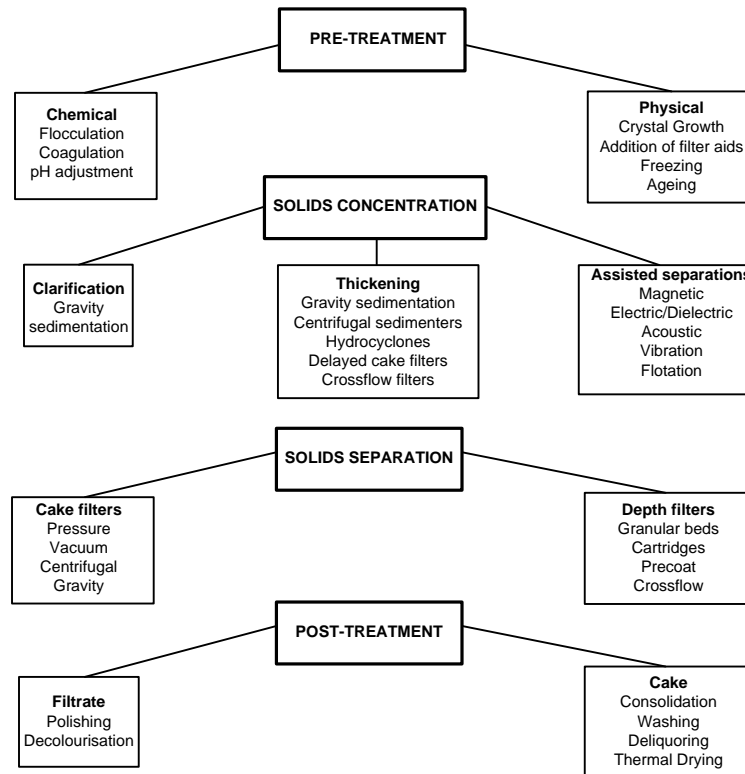 PRE-TREATMENT
Chemical
Flocculation
Coagulation
pH adjustment
Physical
Crystal Growth
Addition of filter aids
Freezing
Ageing
SOLIDS CONCENTRATION
Clarification
Gravity
sedimentation
Thickening
Gravity sedimentation
Centrifugal sedimenters
Hydrocyclones
Delayed cake filters
Crossflow filters
Assisted separations
Magnetic
Electric/Dielectric
Acoustic
Vibration
Flotation
SOLIDS SEPARATION
Cake filters
Pressure
Vacuum
Centrifugal
Gravity
Depth filters
Granular beds
Cartridges
Precoat
Crossflow
POST-TREATMENT
Filtrate
Polishing
Decolourisation
Cake
Consolidation
Washing
Deliquoring
Thermal Drying